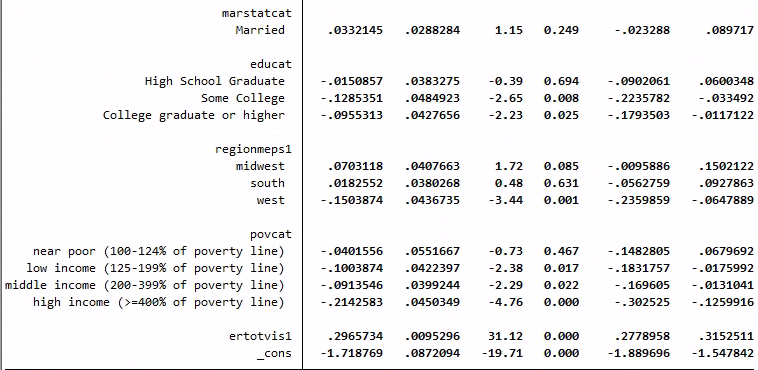 marstatcat
Married .0332145 .0288284 1.15 0.249 -.023288 .089717
educat
High School Graduate -.0150857 .0383275 -0.39 0.694 -.0902061 .0600348
Some College -.1285351 .0484923 -2.65 0.008 -.2235782 -.033492
College graduate or higher -.0955313 .0427656 -2.23 0.025 -.1793503 -.0117122
regionmeps1
midwest .0703118 .0407663 1.72 0.085 -.0095886 .1502122
south .0182552 .0380268 0.48 0.631 -.0562759 .0927863
west -.1503874 .0436735 -3.44 0.001 -.2359859 -.0647889
povcat
near poor (100-124% of poverty line) -.0401556 .0551667 -0.73 0.467 -.1482805 .0679692
low income (125-199% of poverty line) -.1003874 .0422397 -2.38 0.017 -.1831757 -.0175992
middle income (200-399% of poverty line) -.0913546 .0399244 -2.29 0.022 -.169605 -.0131041
high income (>=400% of poverty line) -.2142583 .0450349 -4.76 0.000 -.302525 -.1259916
ertotvis1 .2965734 .0095296 31.12 0.000 .2778958 .3152511
_cons -1.718769 .0872094 -19.71 0.000 -1.889696 -1.547842